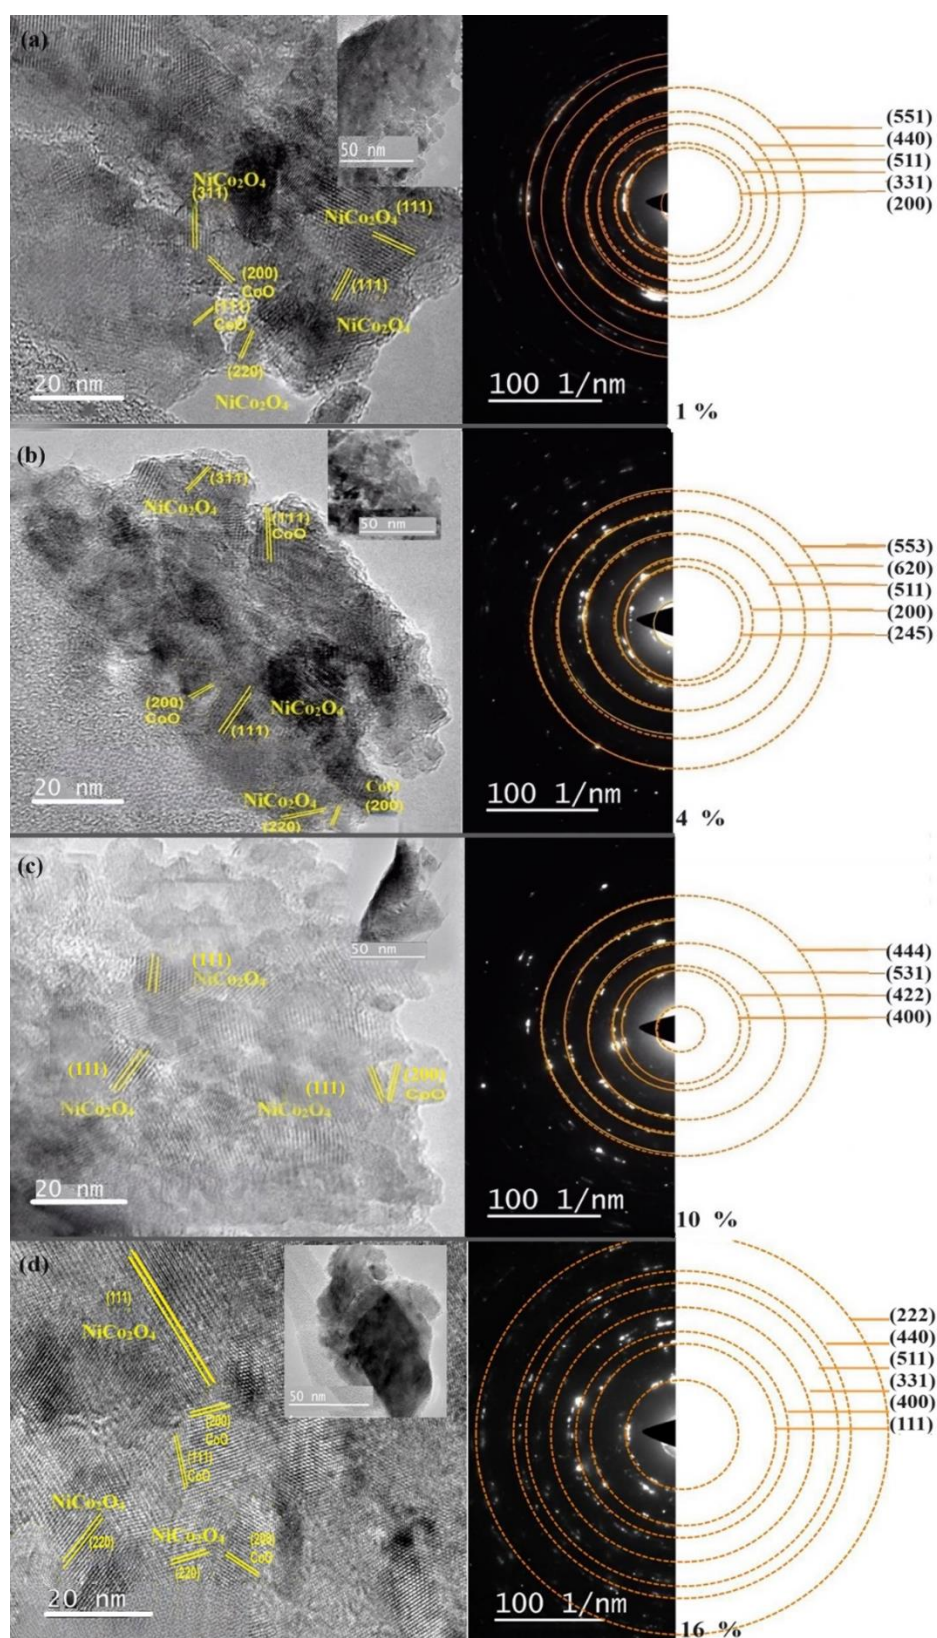 (a)
50 nm
NiCo₂O₄
(311)
NiCo₂O₄(111)
(200)
CoO
(111)
CoO
(111)
NiCo₂O₄
(220)
NiCo₂O₄
20 nm
100 1/nm
(551)
(440)
(511)
(331)
(200)
1 %
(b)
50 nm
(311)
NiCo₂O₄
(111)
CoO
(200)
CoO
NiCo₂O₄
(111)
CoO
(200)
NiCo₂O₄
(220)
20 nm
100 1/nm
(553)
(620)
(511)
(200)
(245)
4 %
(c)
50 nm
(111)
NiCo₂O₄
(111)
NiCo₂O₄
(111)
NiCo₂O₄
(200)
CoO
20 nm
100 1/nm
(444)
(531)
(422)
(400)
10 %
(d)
50 nm
(111)
NiCo₂O₄
(200)
CoO
(111)
CoO
NiCo₂O₄
(220)
NiCo₂O₄
(220)
(200)
CoO
20 nm
100 1/nm
(222)
(440)
(511)
(331)
(400)
(111)
16 %